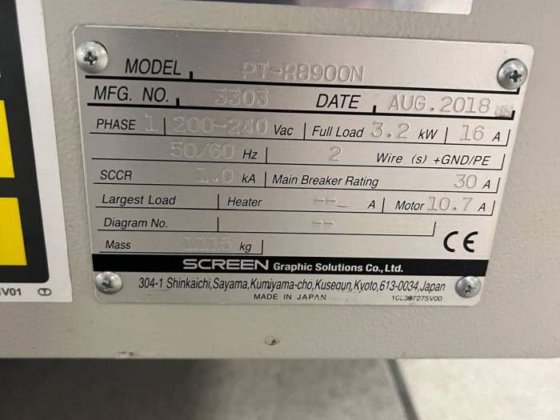 MODEL PT-R8900N
MFG. NO. 3303 DATE AUG.2018
PHASE 1 200-240 Vac Full Load 3.2 kW 16 A
50/60 Hz 2 Wire (s) +GND/PE
SCCR 1.0 kA Main Breaker Rating 30 A
Largest Load Heater --- A Motor 10.7 A
Diagram No. --
Mass kg CE
SCREEN Graphic Solutions Co., Ltd.
304-1 Shinkaichi, Sayama, Kumiyama-cho, Kuseoun, Kyoto, 613-0034, Japan
MADE IN JAPAN
V01